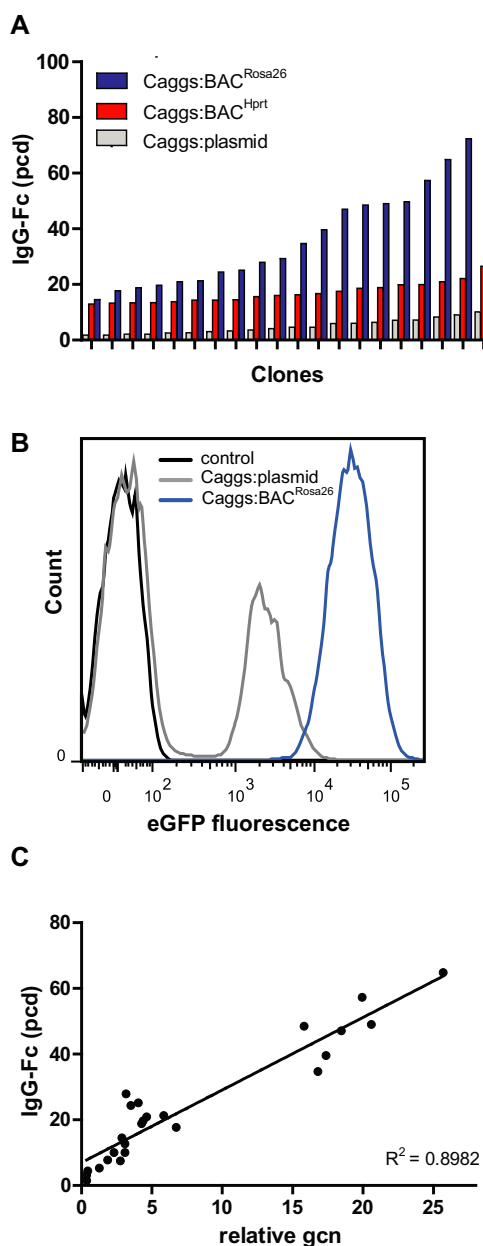 A
100
80
60
40
20
0
IgG-Fc (pcd)
Caggs:BAC^Rosa26
Caggs:BAC^Hprt
Caggs:plasmid
Clones
B
control
Caggs:plasmid
Caggs:BAC^Rosa26
Count
0
0 10^2 10^3 10^4 10^5
eGFP fluorescence
C
80
60
40
20
0
IgG-Fc (pcd)
R^2 = 0.8982
0 5 10 15 20 25
relative gcn